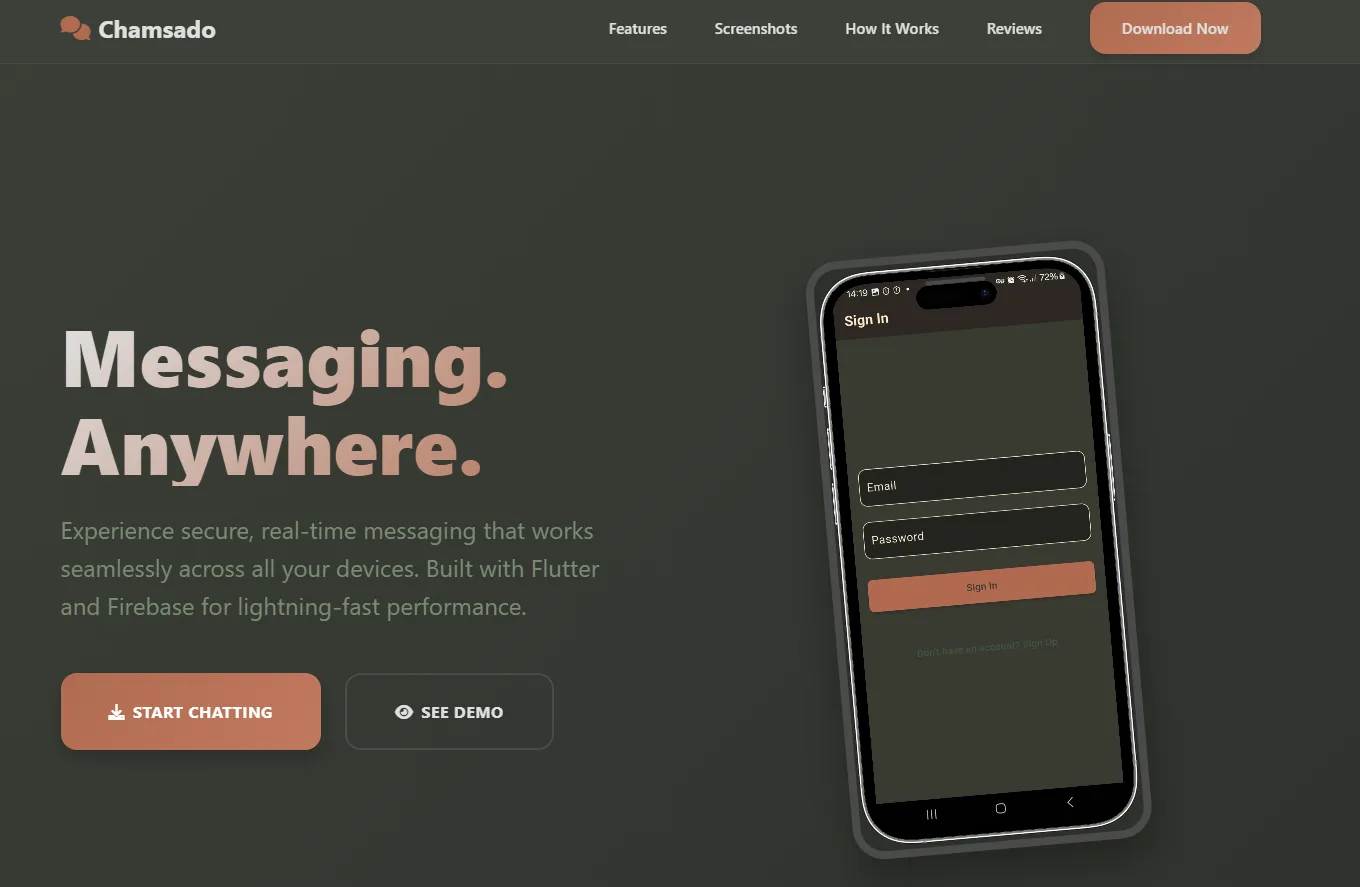 Chamsado
Features
Screenshots
How It Works
Reviews
Download Now
Messaging.
Anywhere.
Experience secure, real-time messaging that works
seamlessly across all your devices. Built with Flutter
and Firebase for lightning-fast performance.
START CHATTING
SEE DEMO
14:19
72%
Sign In
Email
Password
Sign In
Don't have an account? Sign Up